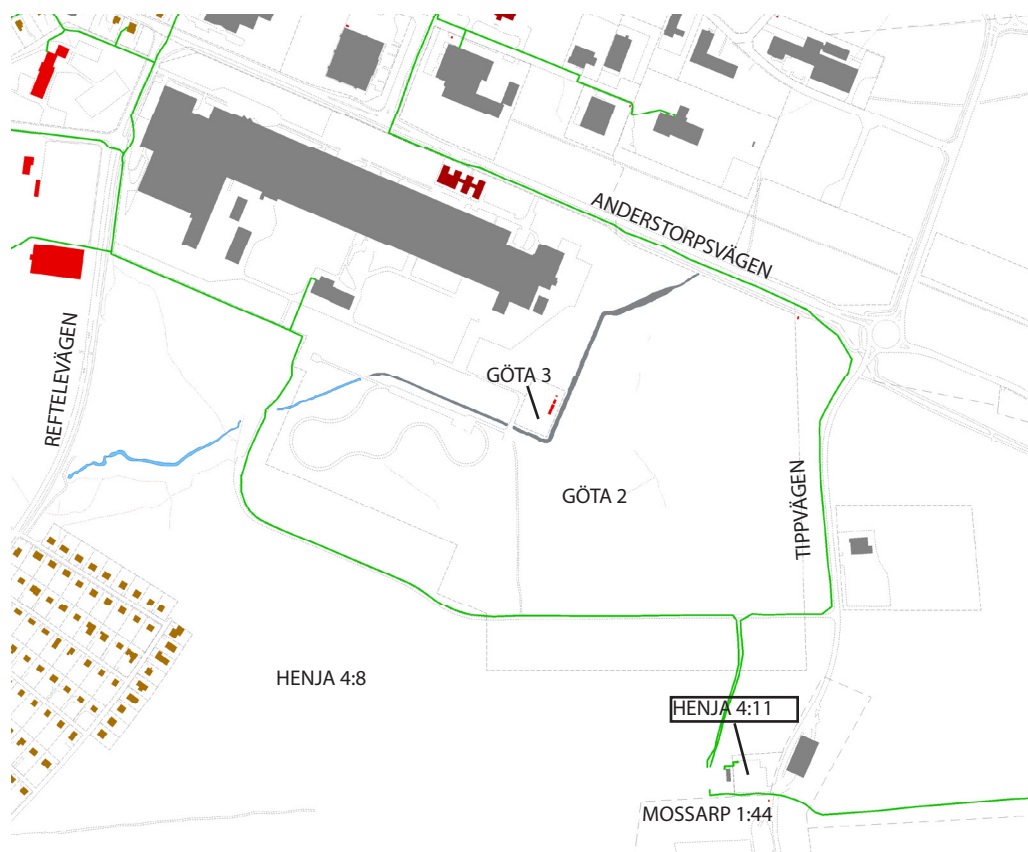 ANDERSTORPSVÄGEN
REFTELEVÄGEN
GÖTA 3
GÖTA 2
TIPPVÄGEN
HENJA 4:8
HENJA 4:11
MOSSARP 1:44